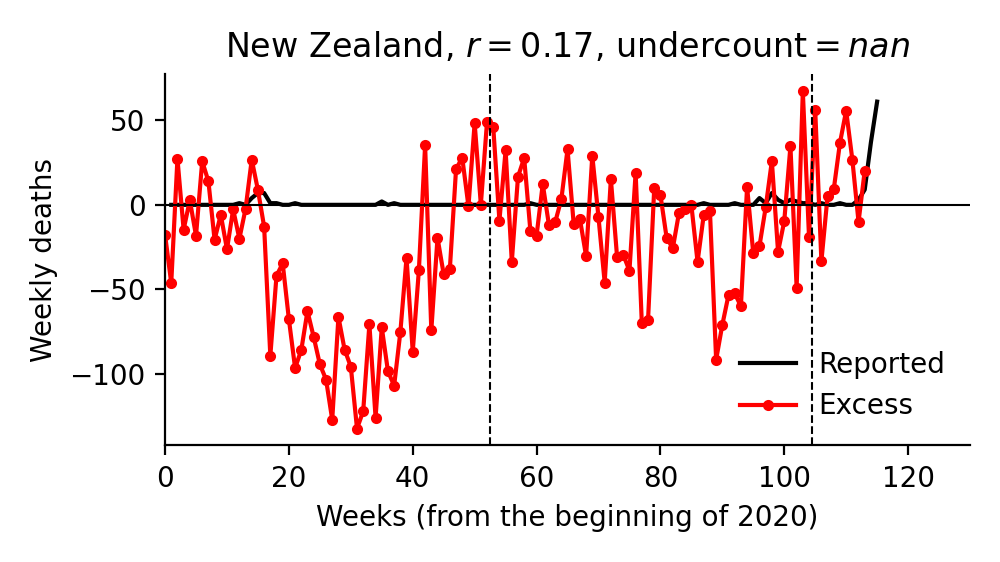 New Zealand, r = 0.17, undercount = nan
Weekly deaths
50
0
−50
−100
Reported
Excess
0 20 40 60 80 100 120
Weeks (from the beginning of 2020)